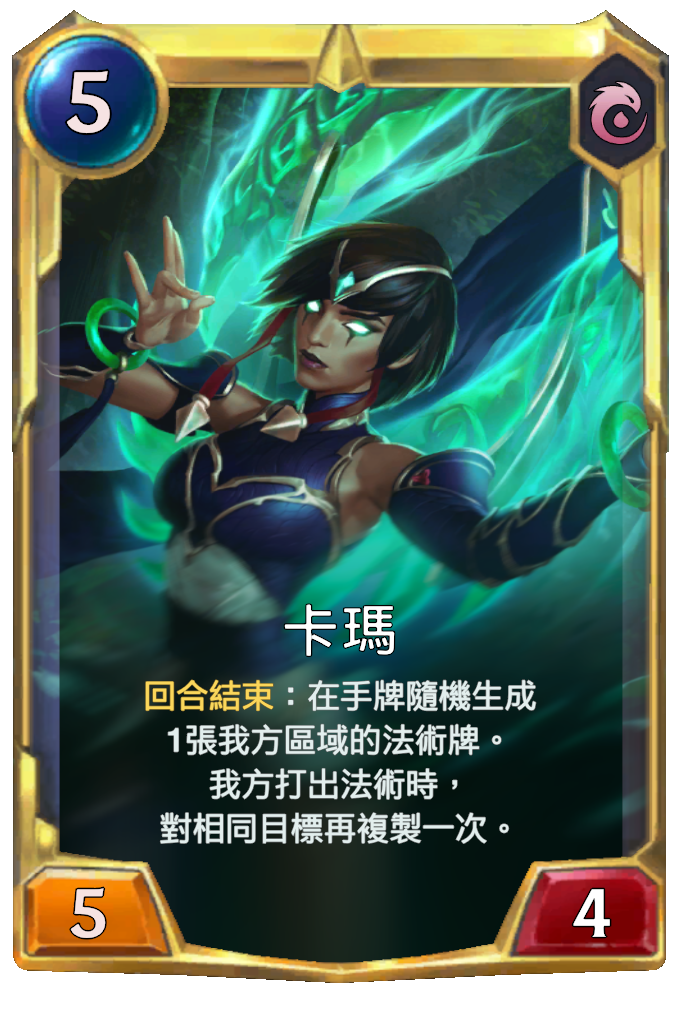 5
卡瑪
回合結束：在手牌隨機生成
1張我方區域的法術牌。
我方打出法術時，
對相同目標再複製一次。
5
4